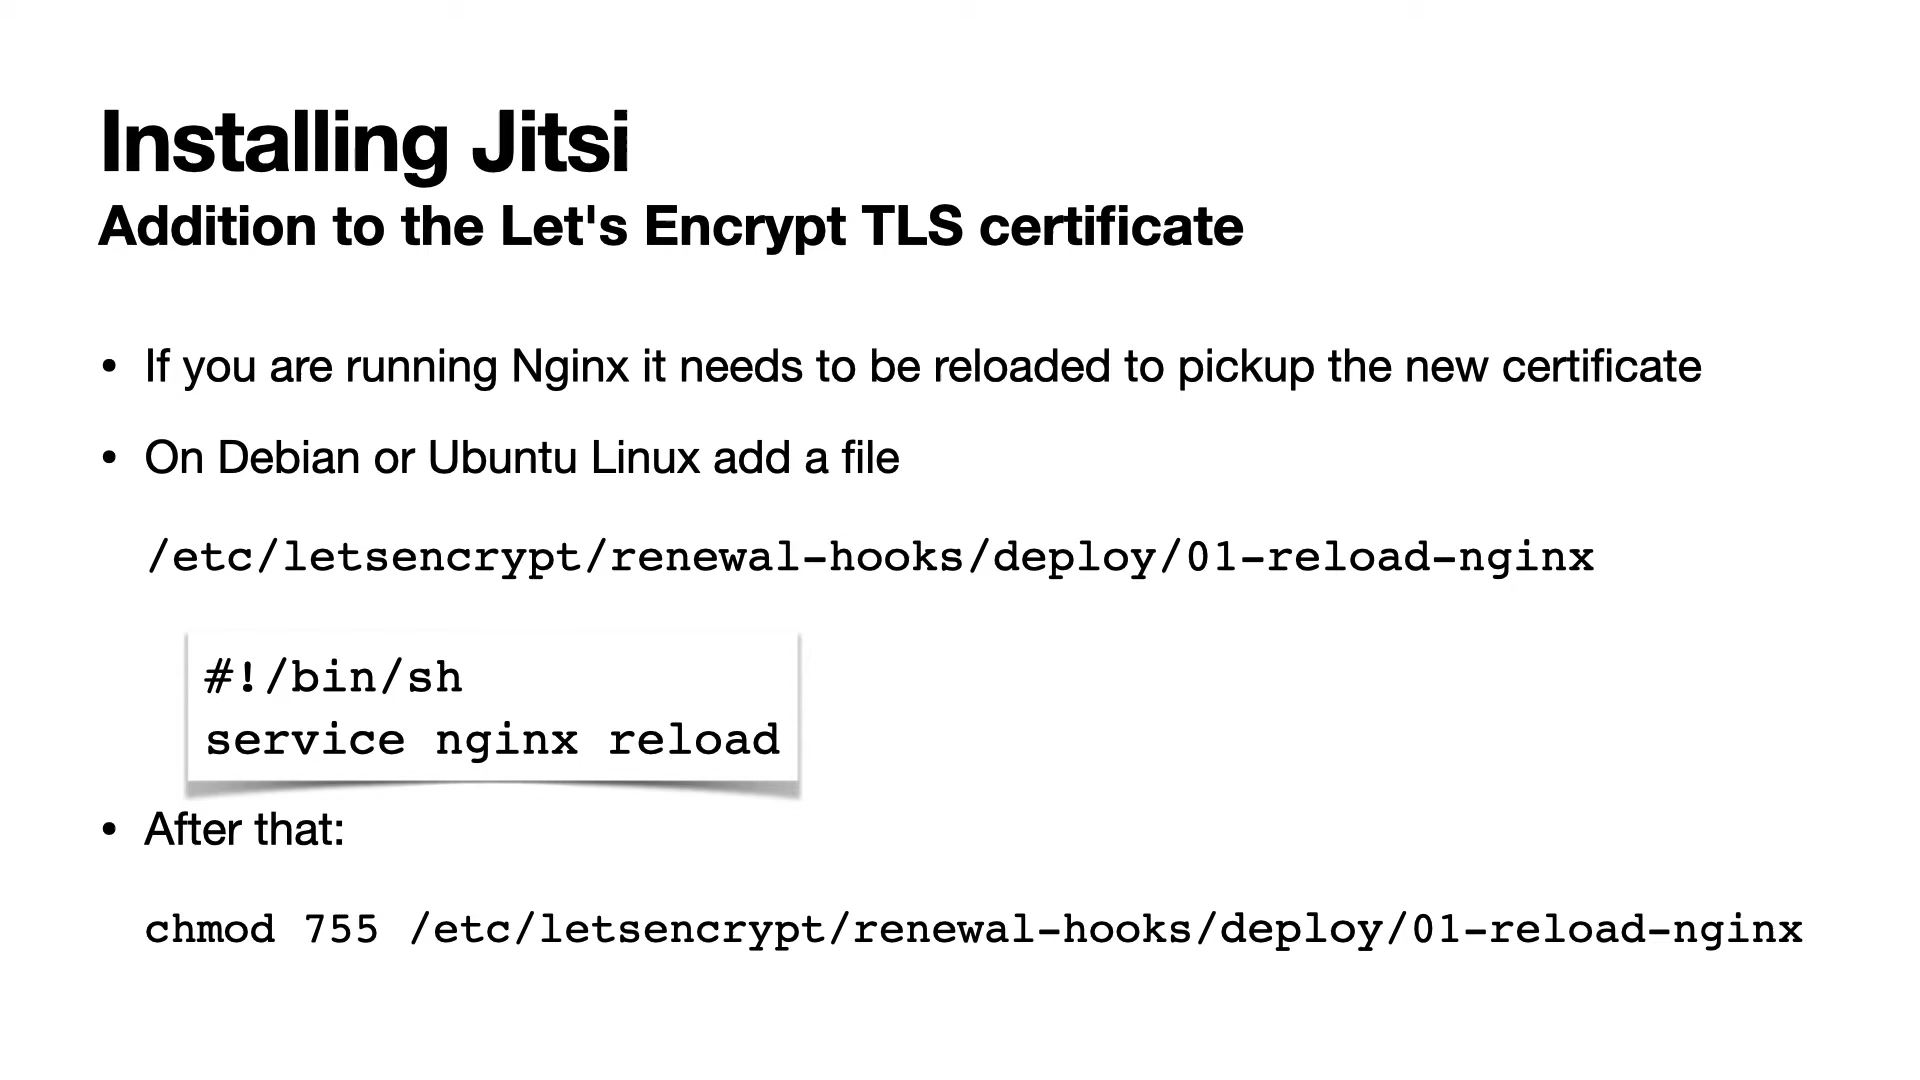 Installing Jitsi
Addition to the Let's Encrypt TLS certificate
• If you are running Nginx it needs to be reloaded to pickup the new certificate
• On Debian or Ubuntu Linux add a file
/etc/letsencrypt/renewal-hooks/deploy/01-reload-nginx
#!/bin/sh
service nginx reload
• After that:
chmod 755 /etc/letsencrypt/renewal-hooks/deploy/01-reload-nginx